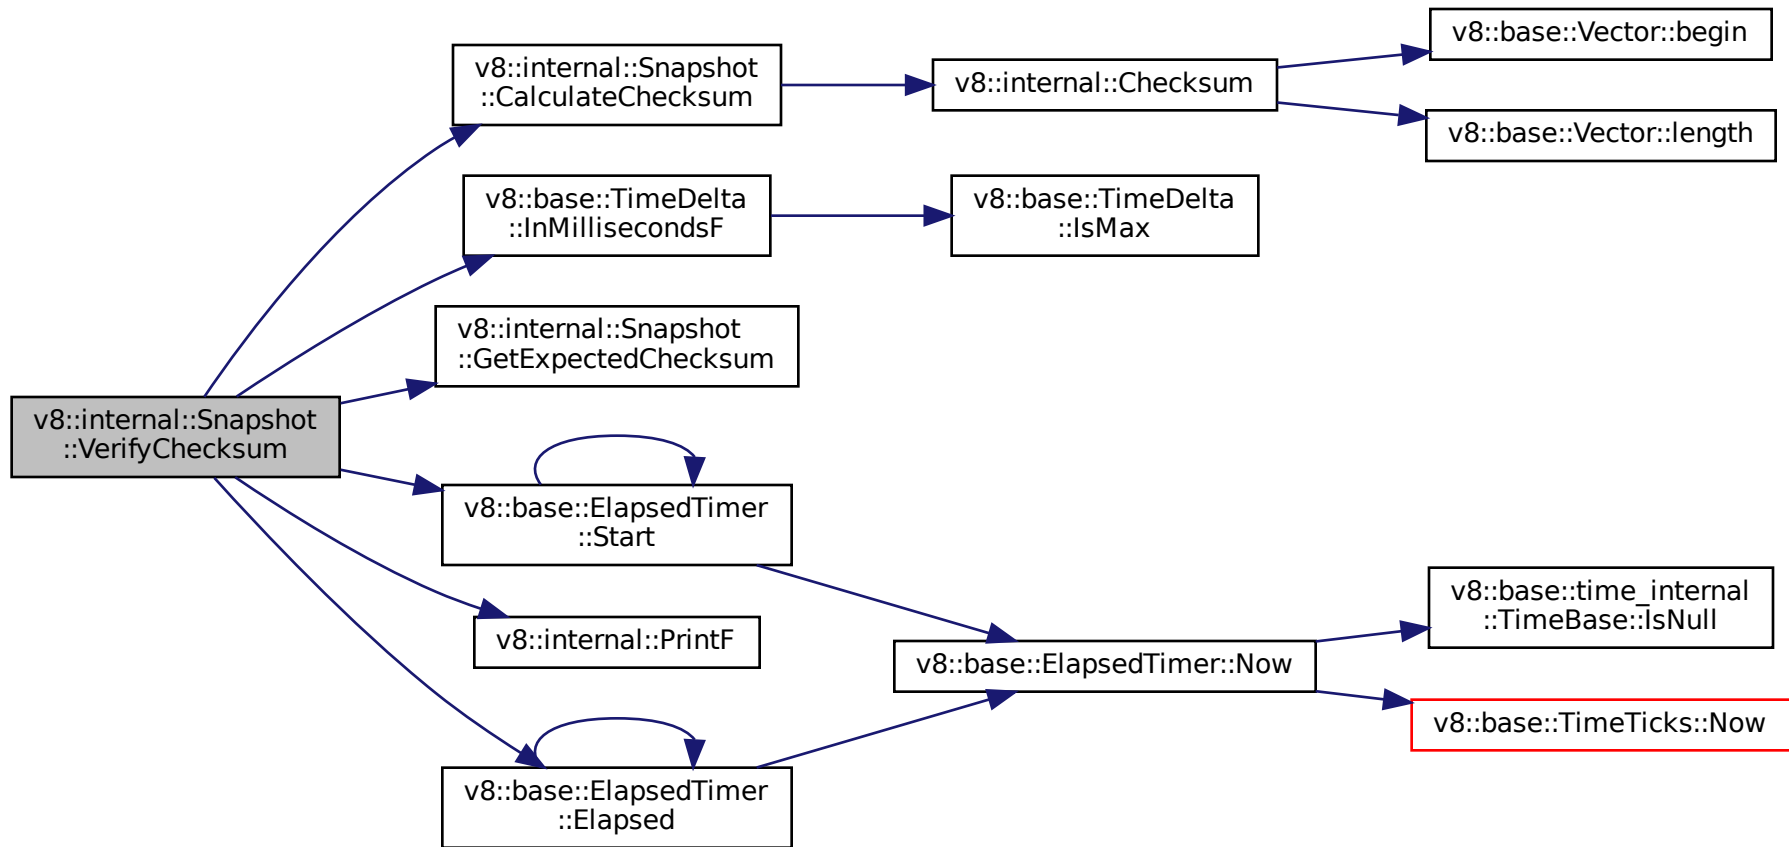 v8::internal::Snapshot
::VerifyChecksum
v8::internal::Snapshot
::CalculateChecksum
v8::base::TimeDelta
::InMillisecondsF
v8::internal::Snapshot
::GetExpectedChecksum
v8::base::ElapsedTimer
::Start
v8::internal::PrintF
v8::base::ElapsedTimer
::Elapsed
v8::internal::Checksum
v8::base::TimeDelta
::IsMax
v8::base::ElapsedTimer::Now
v8::base::Vector::begin
v8::base::Vector::length
v8::base::time_internal
::TimeBase::IsNull
v8::base::TimeTicks::Now